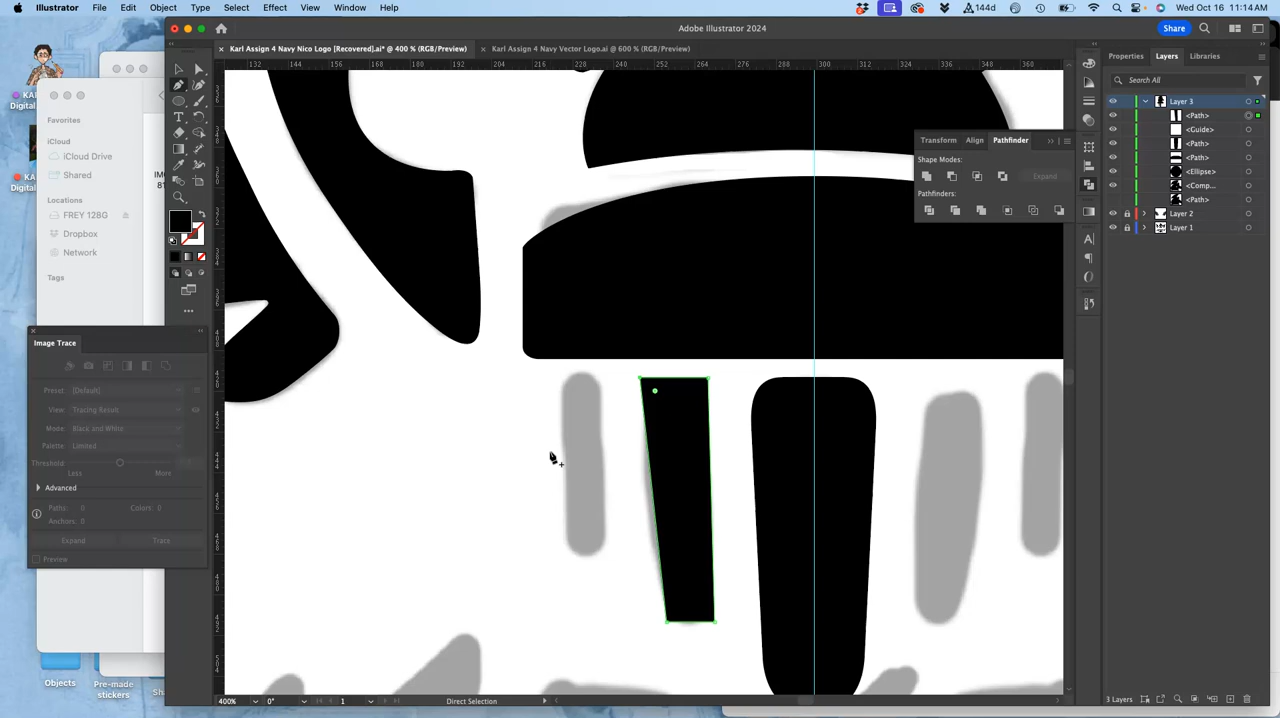 Illustrator File Edit Object Type Select Effect View Window Help
144d
Wed Oct 16 11:14 AM
Adobe Illustrator 2024
Share
Karl Assign 4 Navy Nico Logo [Recovered].ai* @ 400 % (RGB/Preview)
Karl Assign 4 Navy Vector Logo.ai @ 600 % (RGB/Preview)
132 144 156 168 180 192 204 216 228 240 252 264 276 288 300 312 324 336 348 360
Properties Layers Libraries
Search All
Layer 3
<Path>
<Guide>
<Path>
<Path>
<Ellipse>
<Comp...
<Path>
Layer 2
Layer 1
Transform Align Pathfinder
Shape Modes:
Expand
Pathfinders:
Favorites
iCloud
iCloud Drive
Shared
Locations
FREY 128G
Dropbox
Network
Tags
IM
81
Image Trace
Preset: (Default)
View: Tracing Result
Mode: Black and White
Palette: Limited
Threshold:
Less More
Advanced
Paths: 0 Colors: 0
Anchors: 0
Expand Trace
Preview
Objects
Pre-made
stickers
400% 0° 1 Direct Selection
3 Layers